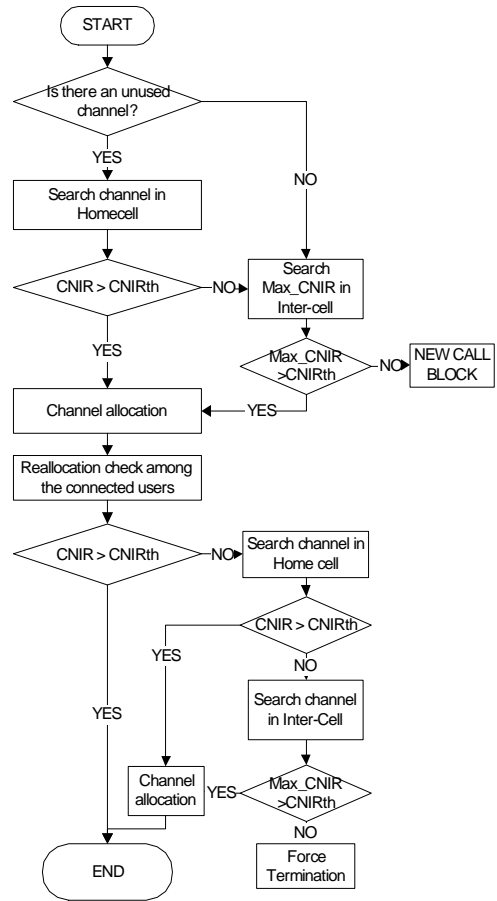 START
Is there an unused
channel?
YES
NO
Search channel in
Homecell
CNIR > CNIRth
NO
Search
Max_CNIR in
Inter-cell
YES
Max_CNIR
>CNIRth
NO
NEW CALL
BLOCK
Channel allocation
YES
Reallocation check among
the connected users
CNIR > CNIRth
NO
Search channel in
Home cell
CNIR > CNIRth
YES
NO
Search channel
in Inter-Cell
YES
Channel
allocation
YES
Max_CNIR
>CNIRth
NO
END
Force
Termination